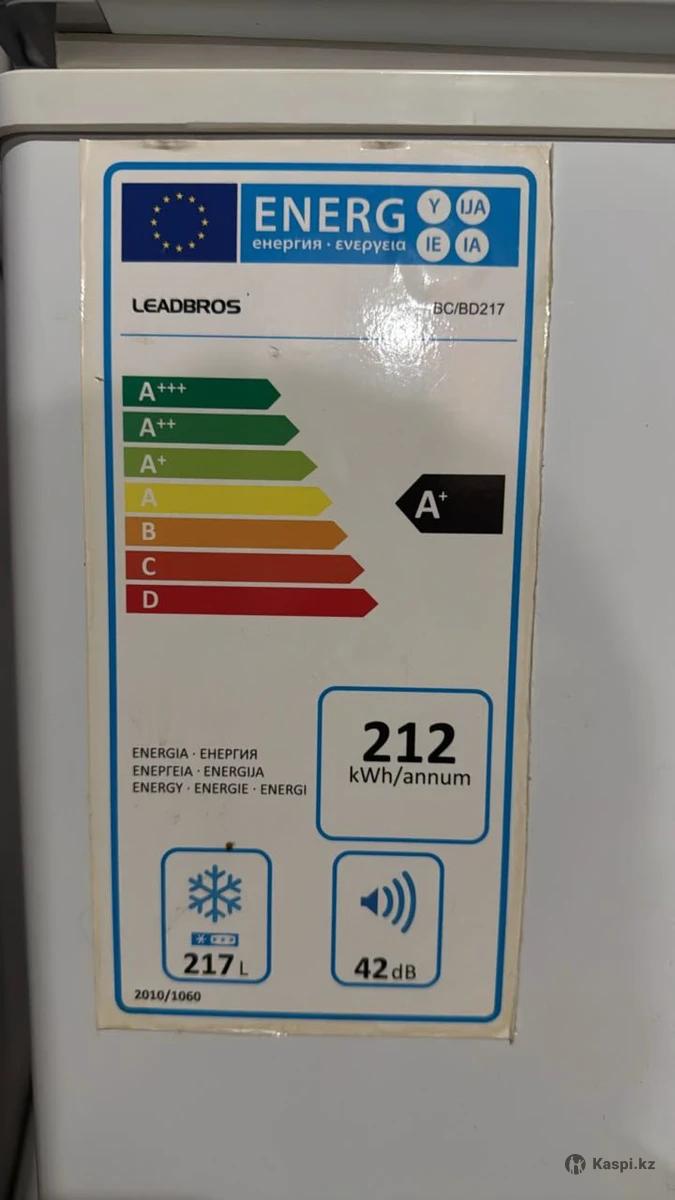 ENERG Y IJA
енергия · ενεργεια IE IA
LEADBROS BC/BD217
A+++
A++
A+
A
B
C
D
A+
212
kWh/annum
ENERGIA · ЕНЕРГИЯ
ΕΝΕΡΓΕΙΑ · ENERGIJA
ENERGY · ENERGIE · ENERGI
217 L
42 dB
2010/1060
Kaspi.kz